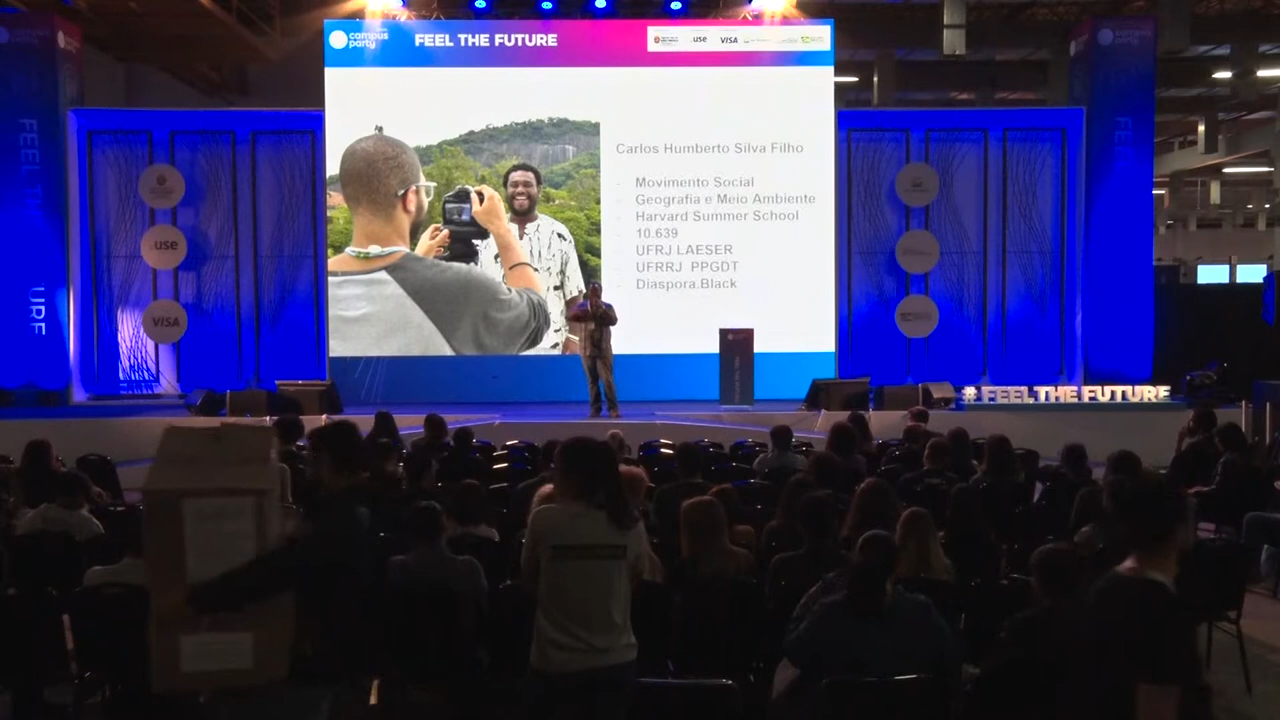 campus
party
FEEL THE FUTURE
.use
VISA
Carlos Humberto Silva Filho
- Movimento Social
- Geografia e Meio Ambiente
- Harvard Summer School
- 10.639
UFRJ LAESER
UFRRJ PPGDT
Diaspora.Black
.use
VISA
# FEEL THE FUTURE